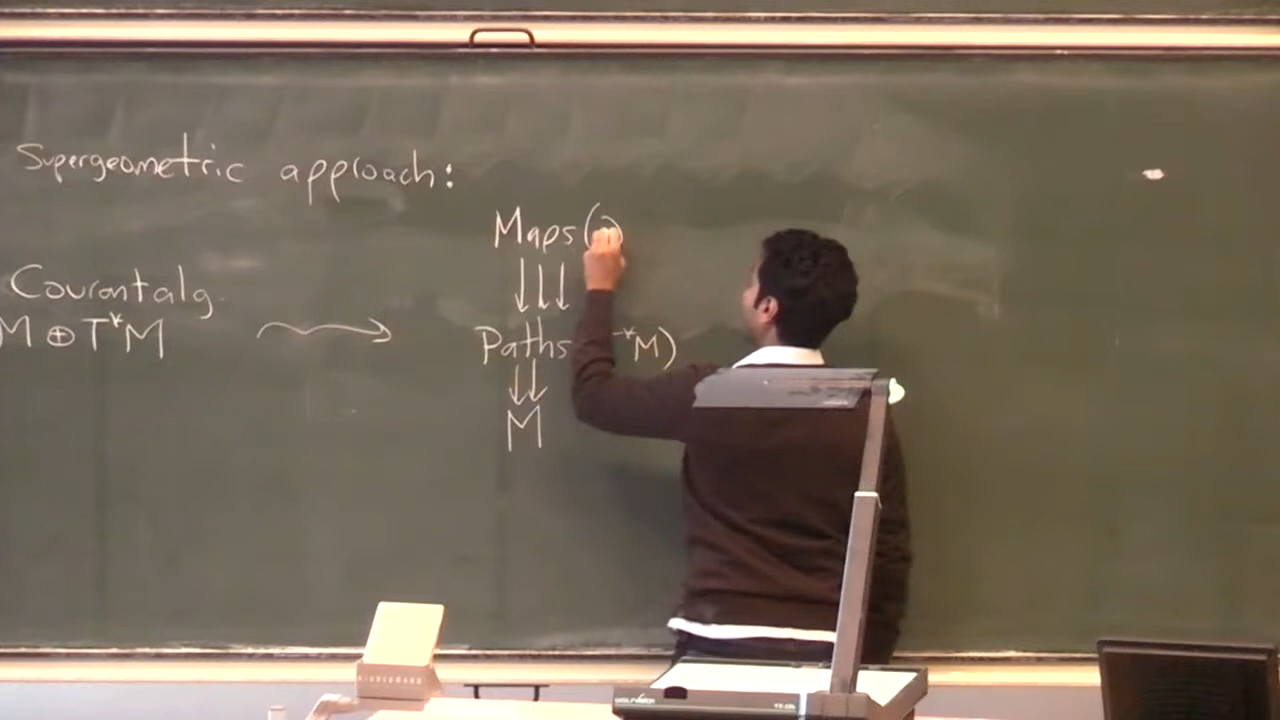 Supergeometric approach:
Maps(
Courant alg.
M ⊕ T*M
↓↓↓
Paths *M)
↓↓
M